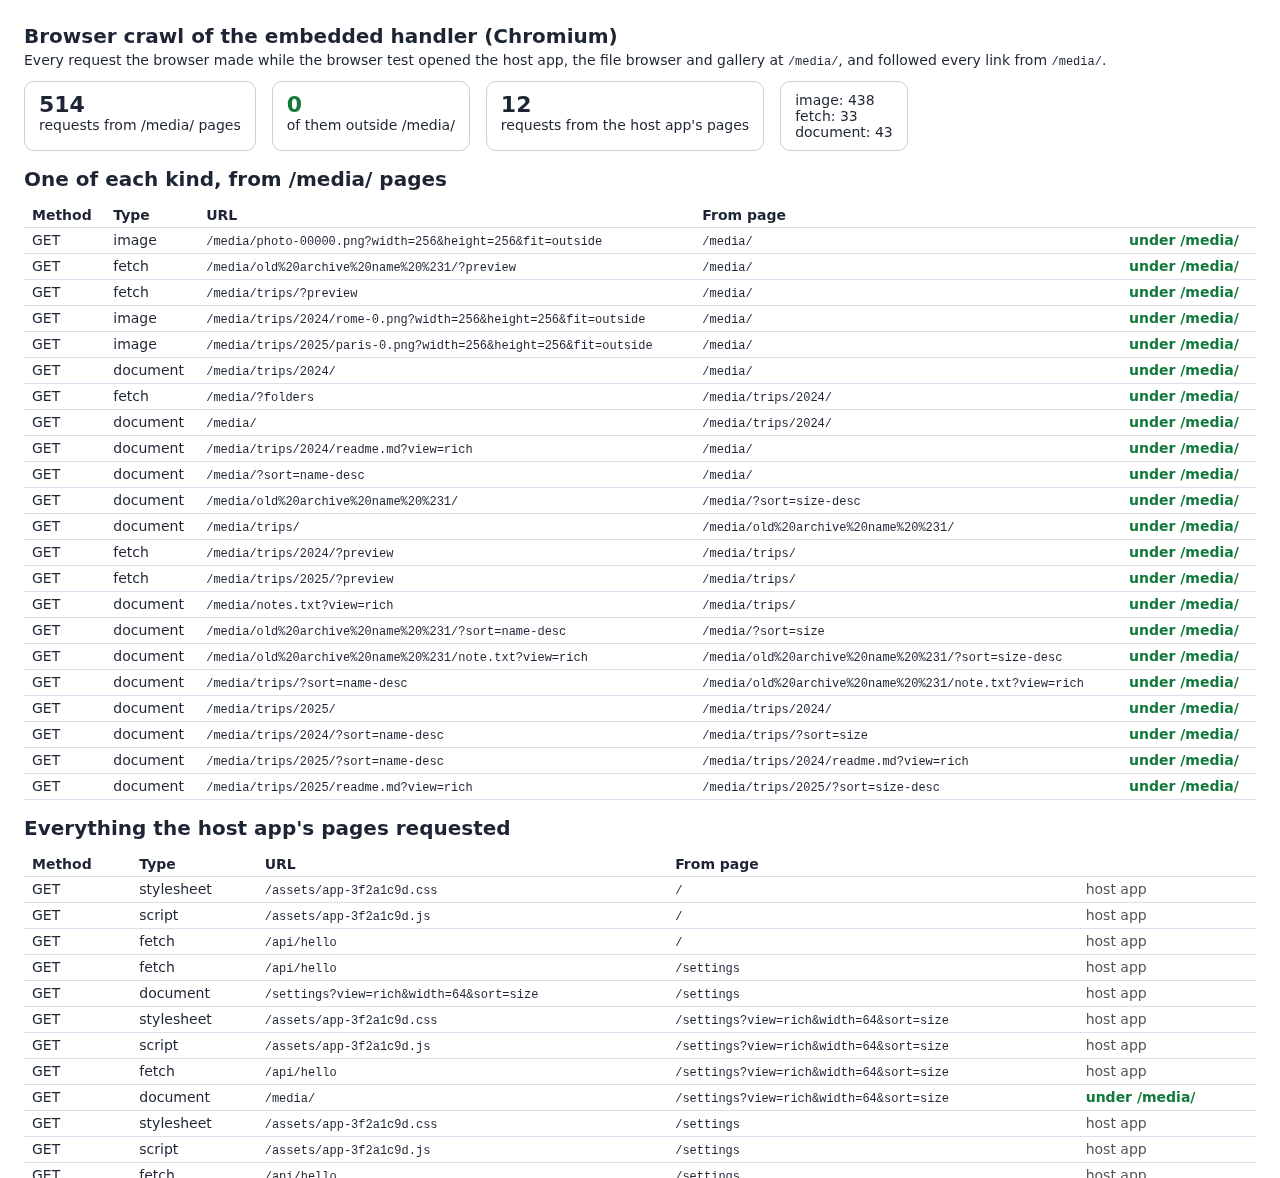 Browser crawl of the embedded handler (Chromium)
Every request the browser made while the browser test opened the host app, the file browser and gallery at /media/, and followed every link from /media/.
514
requests from /media/ pages
0
of them outside /media/
12
requests from the host app's pages
image: 438
fetch: 33
document: 43
One of each kind, from /media/ pages
Method Type URL From page
GET image /media/photo-00000.png?width=256&height=256&fit=outside /media/ under /media/
GET fetch /media/old%20archive%20name%20%231/?preview /media/ under /media/
GET fetch /media/trips/?preview /media/ under /media/
GET image /media/trips/2024/rome-0.png?width=256&height=256&fit=outside /media/ under /media/
GET image /media/trips/2025/paris-0.png?width=256&height=256&fit=outside /media/ under /media/
GET document /media/trips/2024/ /media/ under /media/
GET fetch /media/?folders /media/trips/2024/ under /media/
GET document /media/ /media/trips/2024/ under /media/
GET document /media/trips/2024/readme.md?view=rich /media/ under /media/
GET document /media/?sort=name-desc /media/ under /media/
GET document /media/old%20archive%20name%20%231/ /media/?sort=size-desc under /media/
GET document /media/trips/ /media/old%20archive%20name%20%231/ under /media/
GET fetch /media/trips/2024/?preview /media/trips/ under /media/
GET fetch /media/trips/2025/?preview /media/trips/ under /media/
GET document /media/notes.txt?view=rich /media/trips/ under /media/
GET document /media/old%20archive%20name%20%231/?sort=name-desc /media/?sort=size under /media/
GET document /media/old%20archive%20name%20%231/note.txt?view=rich /media/old%20archive%20name%20%231/?sort=size-desc under /media/
GET document /media/trips/?sort=name-desc /media/old%20archive%20name%20%231/note.txt?view=rich under /media/
GET document /media/trips/2025/ /media/trips/2024/ under /media/
GET document /media/trips/2024/?sort=name-desc /media/trips/?sort=size under /media/
GET document /media/trips/2025/?sort=name-desc /media/trips/2024/readme.md?view=rich under /media/
GET document /media/trips/2025/readme.md?view=rich /media/trips/2025/?sort=size-desc under /media/
Everything the host app's pages requested
Method Type URL From page
GET stylesheet /assets/app-3f2a1c9d.css / host app
GET script /assets/app-3f2a1c9d.js / host app
GET fetch /api/hello / host app
GET fetch /api/hello /settings host app
GET document /settings?view=rich&width=64&sort=size /settings host app
GET stylesheet /assets/app-3f2a1c9d.css /settings?view=rich&width=64&sort=size host app
GET script /assets/app-3f2a1c9d.js /settings?view=rich&width=64&sort=size host app
GET fetch /api/hello /settings?view=rich&width=64&sort=size host app
GET document /media/ /settings?view=rich&width=64&sort=size under /media/
GET stylesheet /assets/app-3f2a1c9d.css /settings host app
GET script /assets/app-3f2a1c9d.js /settings host app
GET fetch /api/hello /settings host app